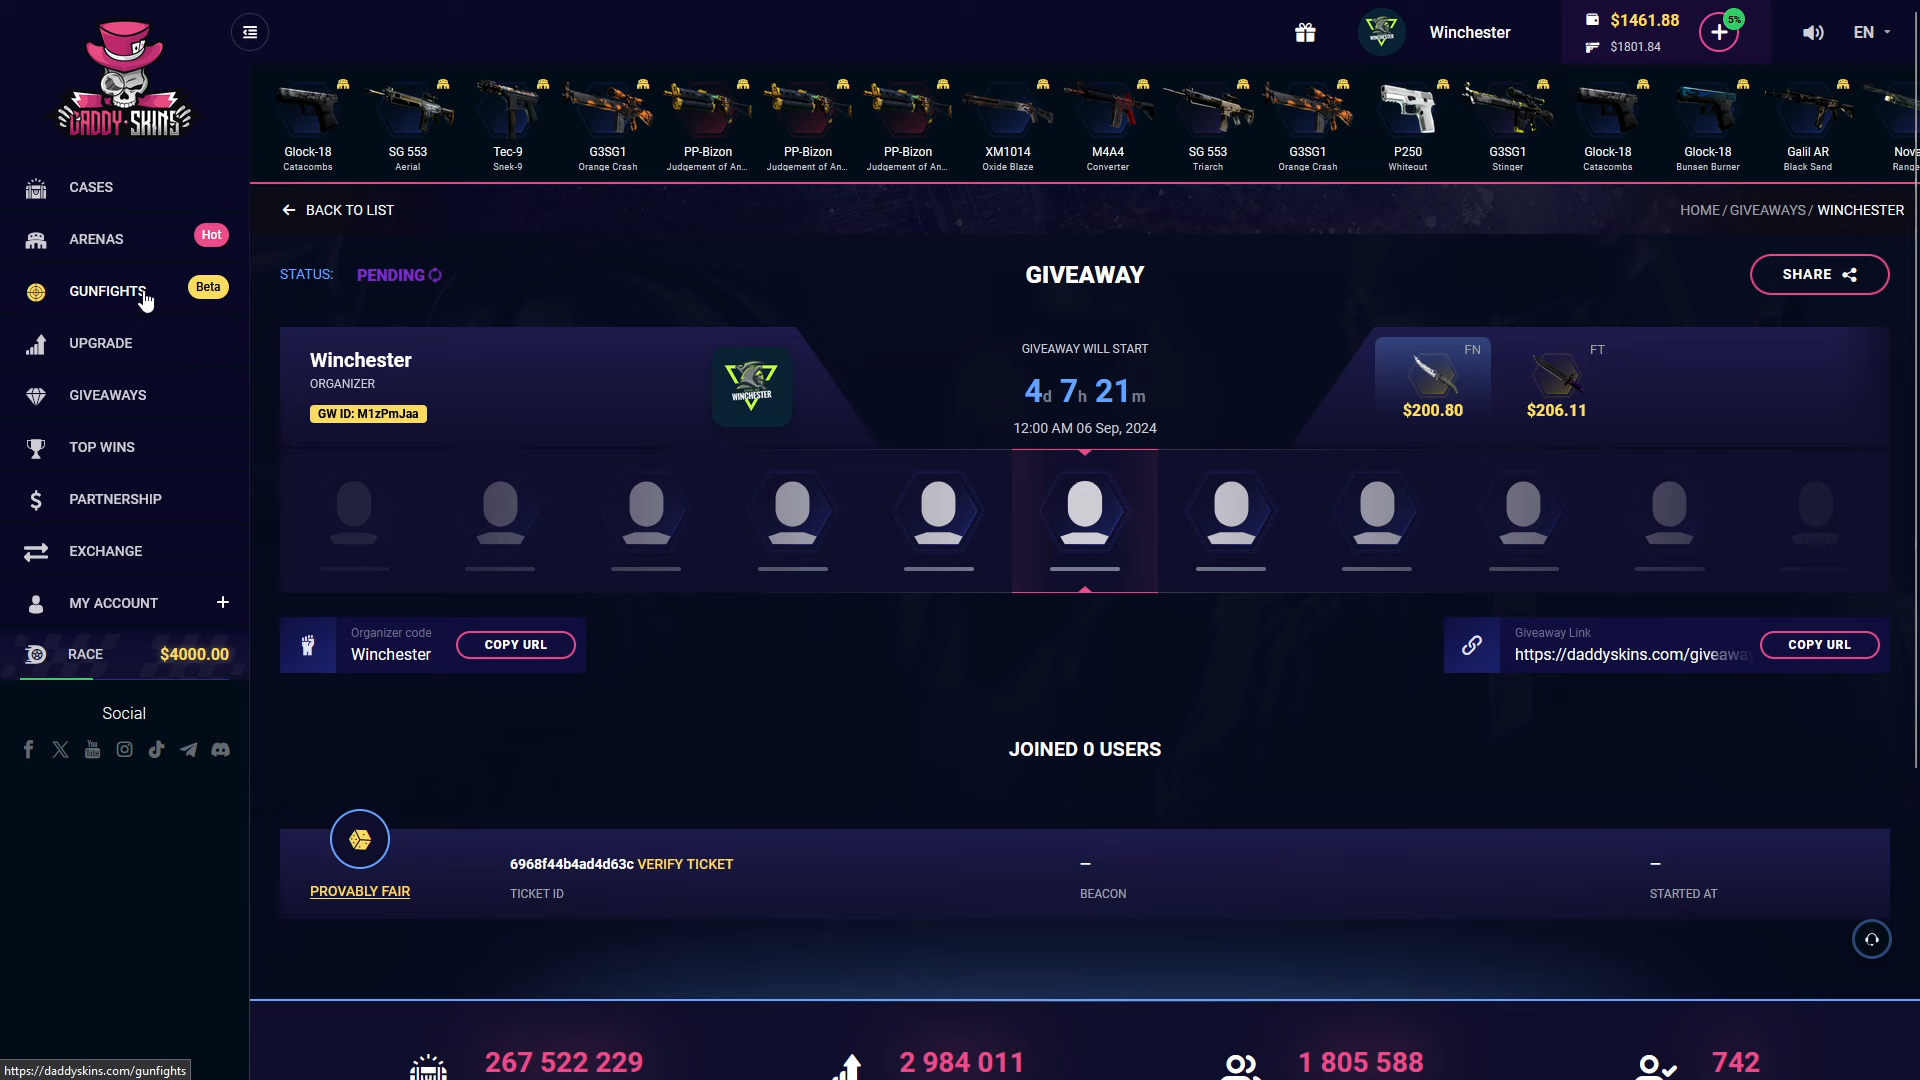 DADDY SKINS
CASES
ARENAS
Hot
GUNFIGHTS
Beta
UPGRADE
GIVEAWAYS
TOP WINS
PARTNERSHIP
EXCHANGE
MY ACCOUNT +
RACE $4000.00
Social
Winchester
$1461.88
$1801.84
5%
EN
Glock-18
Catacombs
SG 553
Aerial
Tec-9
Snek-9
G3SG1
Orange Crash
PP-Bizon
Judgement of An...
PP-Bizon
Judgement of An...
PP-Bizon
Judgement of An...
XM1014
Oxide Blaze
M4A4
Converter
SG 553
Triarch
G3SG1
Orange Crash
P250
Whiteout
G3SG1
Stinger
Glock-18
Catacombs
Glock-18
Bunsen Burner
Galil AR
Black Sand
Nova
Range
BACK TO LIST
HOME / GIVEAWAYS / WINCHESTER
STATUS: PENDING
GIVEAWAY
SHARE
Winchester
ORGANIZER
GW ID: M1zPmJaa
WINCHESTER
GIVEAWAY WILL START
4d 7h 21m
12:00 AM 06 Sep, 2024
FN
$200.80
FT
$206.11
Organizer code
Winchester
COPY URL
Giveaway Link
https://daddyskins.com/giveawa
COPY URL
JOINED 0 USERS
PROVABLY FAIR
6968f44b4ad4d63c VERIFY TICKET
TICKET ID
–
BEACON
–
STARTED AT
267 522 229
2 984 011
1 805 588
742
https://daddyskins.com/gunfights